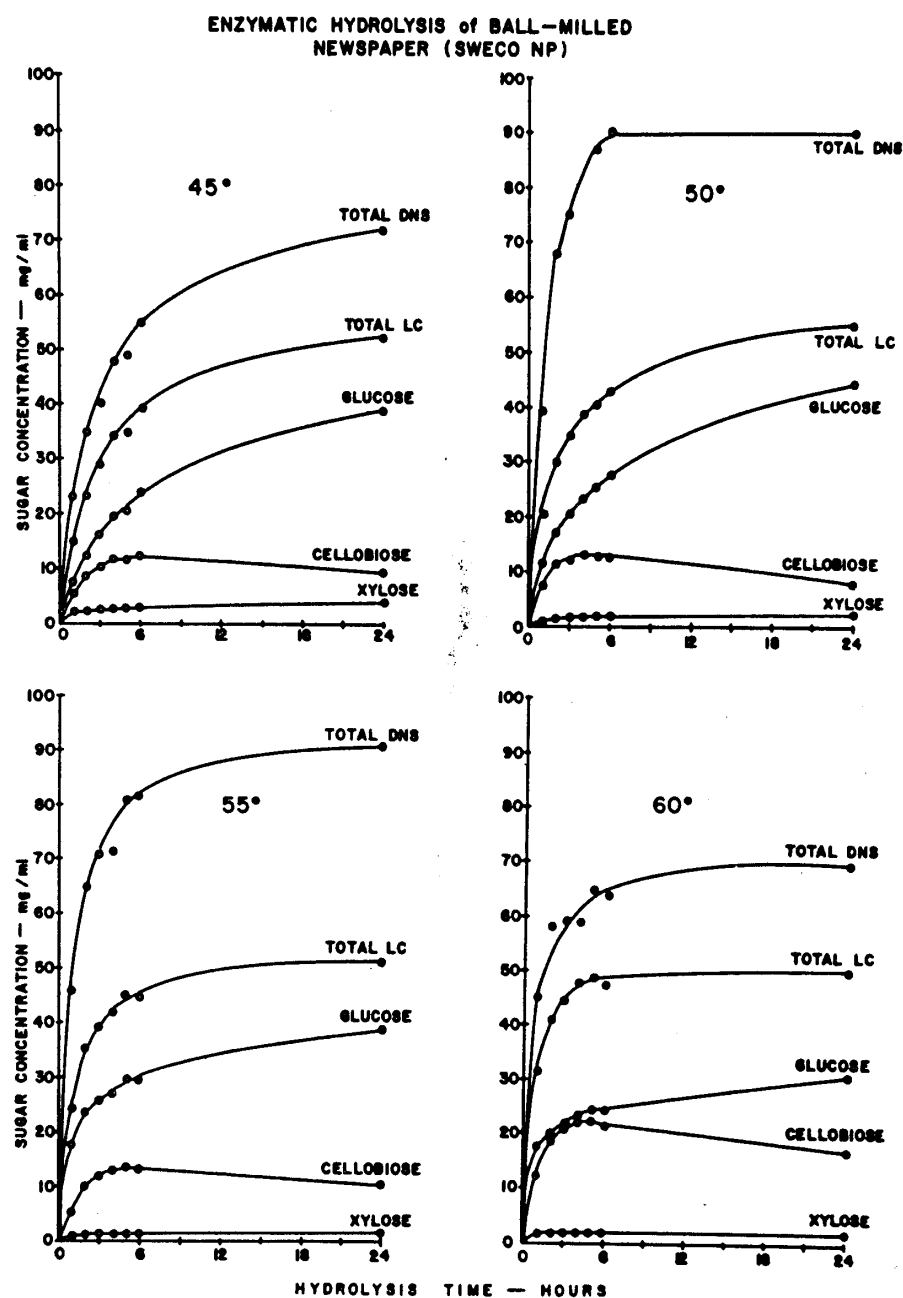 ENZYMATIC HYDROLYSIS of BALL—MILLED
NEWSPAPER (SWECO NP)
SUGAR CONCENTRATION — mg/ml
100
90
80
70
60
50
40
30
20
10
0
45°
TOTAL DNS
TOTAL LC
GLUCOSE
CELLOBIOSE
XYLOSE
0 6 12 18 24
100
90
80
70
60
50
40
30
20
10
0
50°
TOTAL DNS
TOTAL LC
GLUCOSE
CELLOBIOSE
XYLOSE
0 6 12 18 24
SUGAR CONCENTRATION — mg/ml
100
90
80
70
60
50
40
30
20
10
0
TOTAL DNS
55°
TOTAL LC
GLUCOSE
CELLOBIOSE
XYLOSE
0 6 12 18 24
100
90
80
70
60
50
40
30
20
10
0
60°
TOTAL DNS
TOTAL LC
GLUCOSE
CELLOBIOSE
XYLOSE
0 6 12 18 24
HYDROLYSIS TIME — HOURS